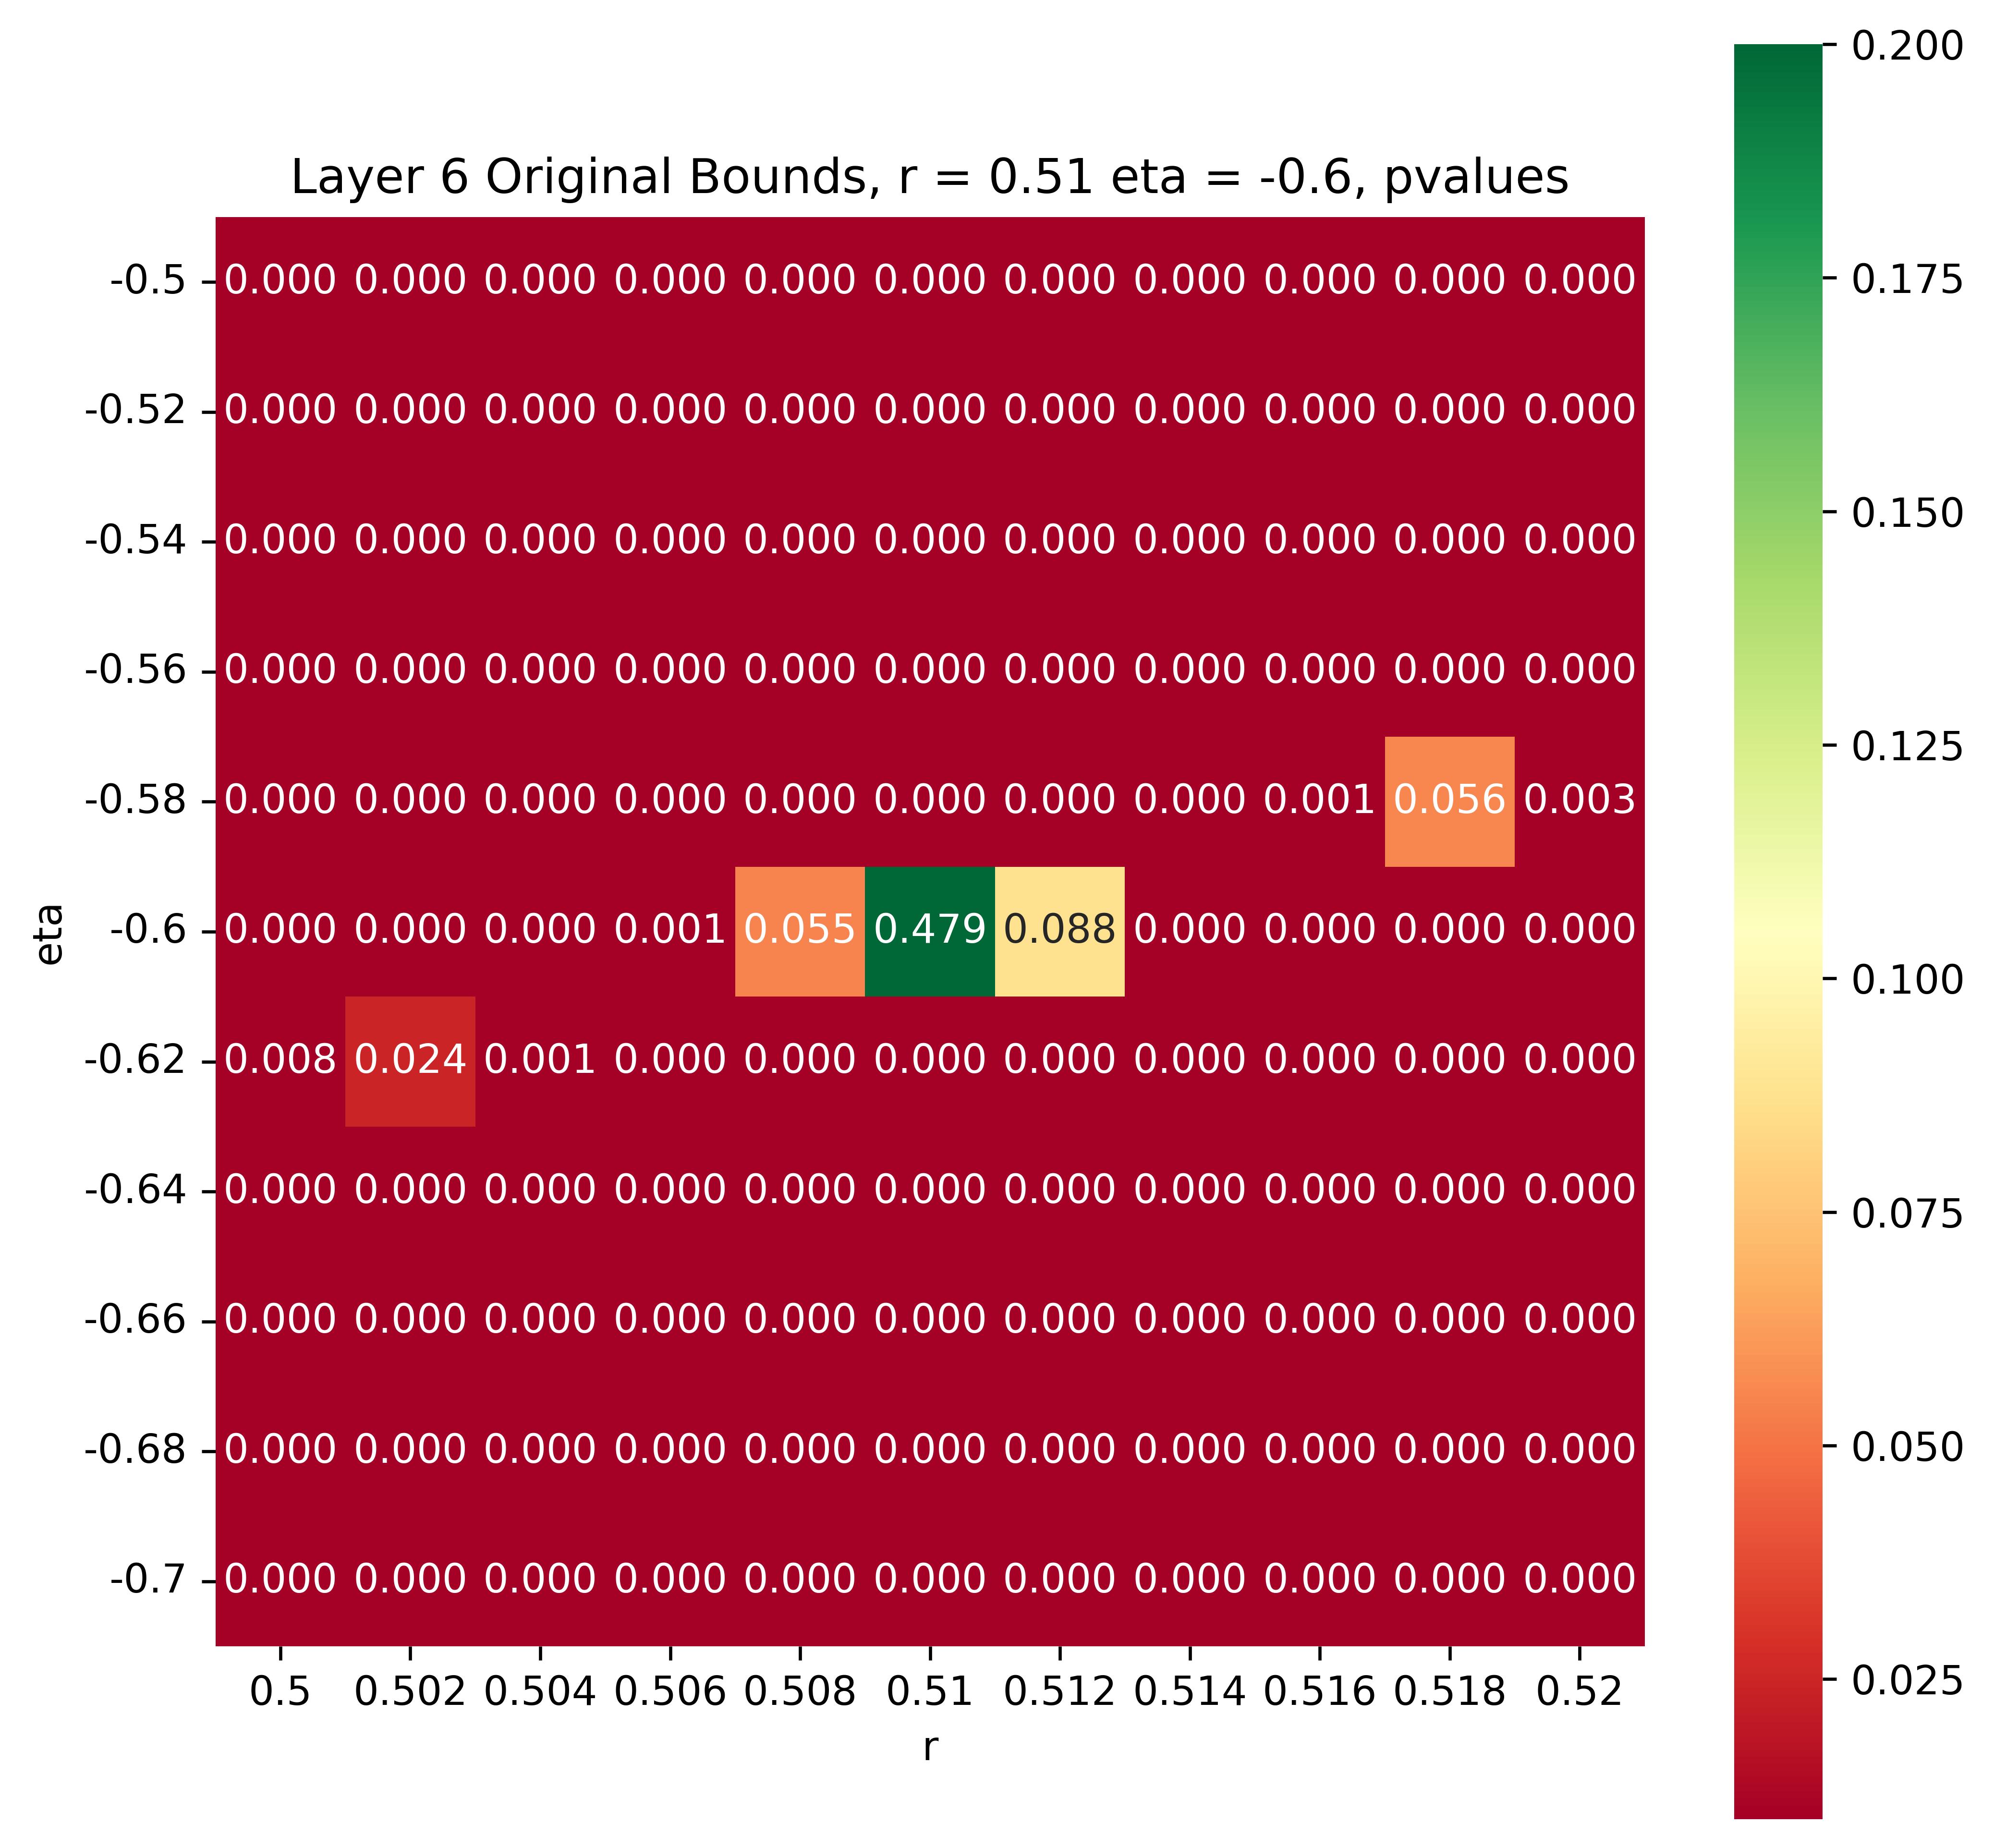 Layer 6 Original Bounds, r = 0.51 eta = -0.6, pvalues
-0.5 0.000 0.000 0.000 0.000 0.000 0.000 0.000 0.000 0.000 0.000 0.000
-0.52 0.000 0.000 0.000 0.000 0.000 0.000 0.000 0.000 0.000 0.000 0.000
-0.54 0.000 0.000 0.000 0.000 0.000 0.000 0.000 0.000 0.000 0.000 0.000
-0.56 0.000 0.000 0.000 0.000 0.000 0.000 0.000 0.000 0.000 0.000 0.000
-0.58 0.000 0.000 0.000 0.000 0.000 0.000 0.000 0.000 0.001 0.056 0.003
-0.6 0.000 0.000 0.000 0.001 0.055 0.479 0.088 0.000 0.000 0.000 0.000
-0.62 0.008 0.024 0.001 0.000 0.000 0.000 0.000 0.000 0.000 0.000 0.000
-0.64 0.000 0.000 0.000 0.000 0.000 0.000 0.000 0.000 0.000 0.000 0.000
-0.66 0.000 0.000 0.000 0.000 0.000 0.000 0.000 0.000 0.000 0.000 0.000
-0.68 0.000 0.000 0.000 0.000 0.000 0.000 0.000 0.000 0.000 0.000 0.000
-0.7 0.000 0.000 0.000 0.000 0.000 0.000 0.000 0.000 0.000 0.000 0.000
0.5 0.502 0.504 0.506 0.508 0.51 0.512 0.514 0.516 0.518 0.52
r
eta
0.200
0.175
0.150
0.125
0.100
0.075
0.050
0.025